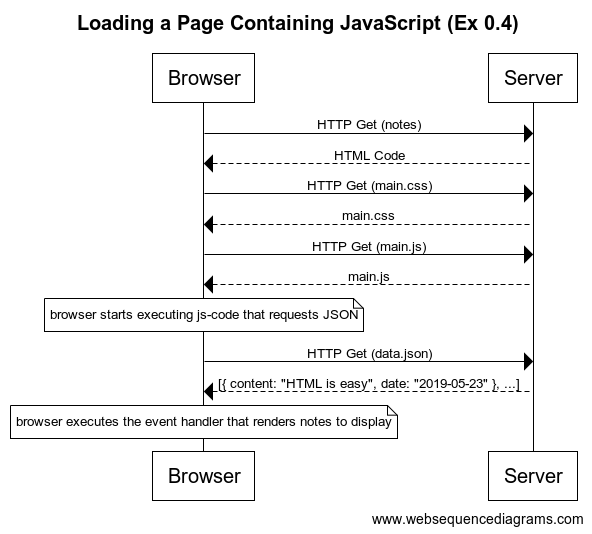 Loading a Page Containing JavaScript (Ex 0.4)
Browser
Server
HTTP Get (notes)
HTML Code
HTTP Get (main.css)
main.css
HTTP Get (main.js)
main.js
browser starts executing js-code that requests JSON
HTTP Get (data.json)
[{ content: "HTML is easy", date: "2019-05-23" }, ...]
browser executes the event handler that renders notes to display
Browser
Server
www.websequencediagrams.com